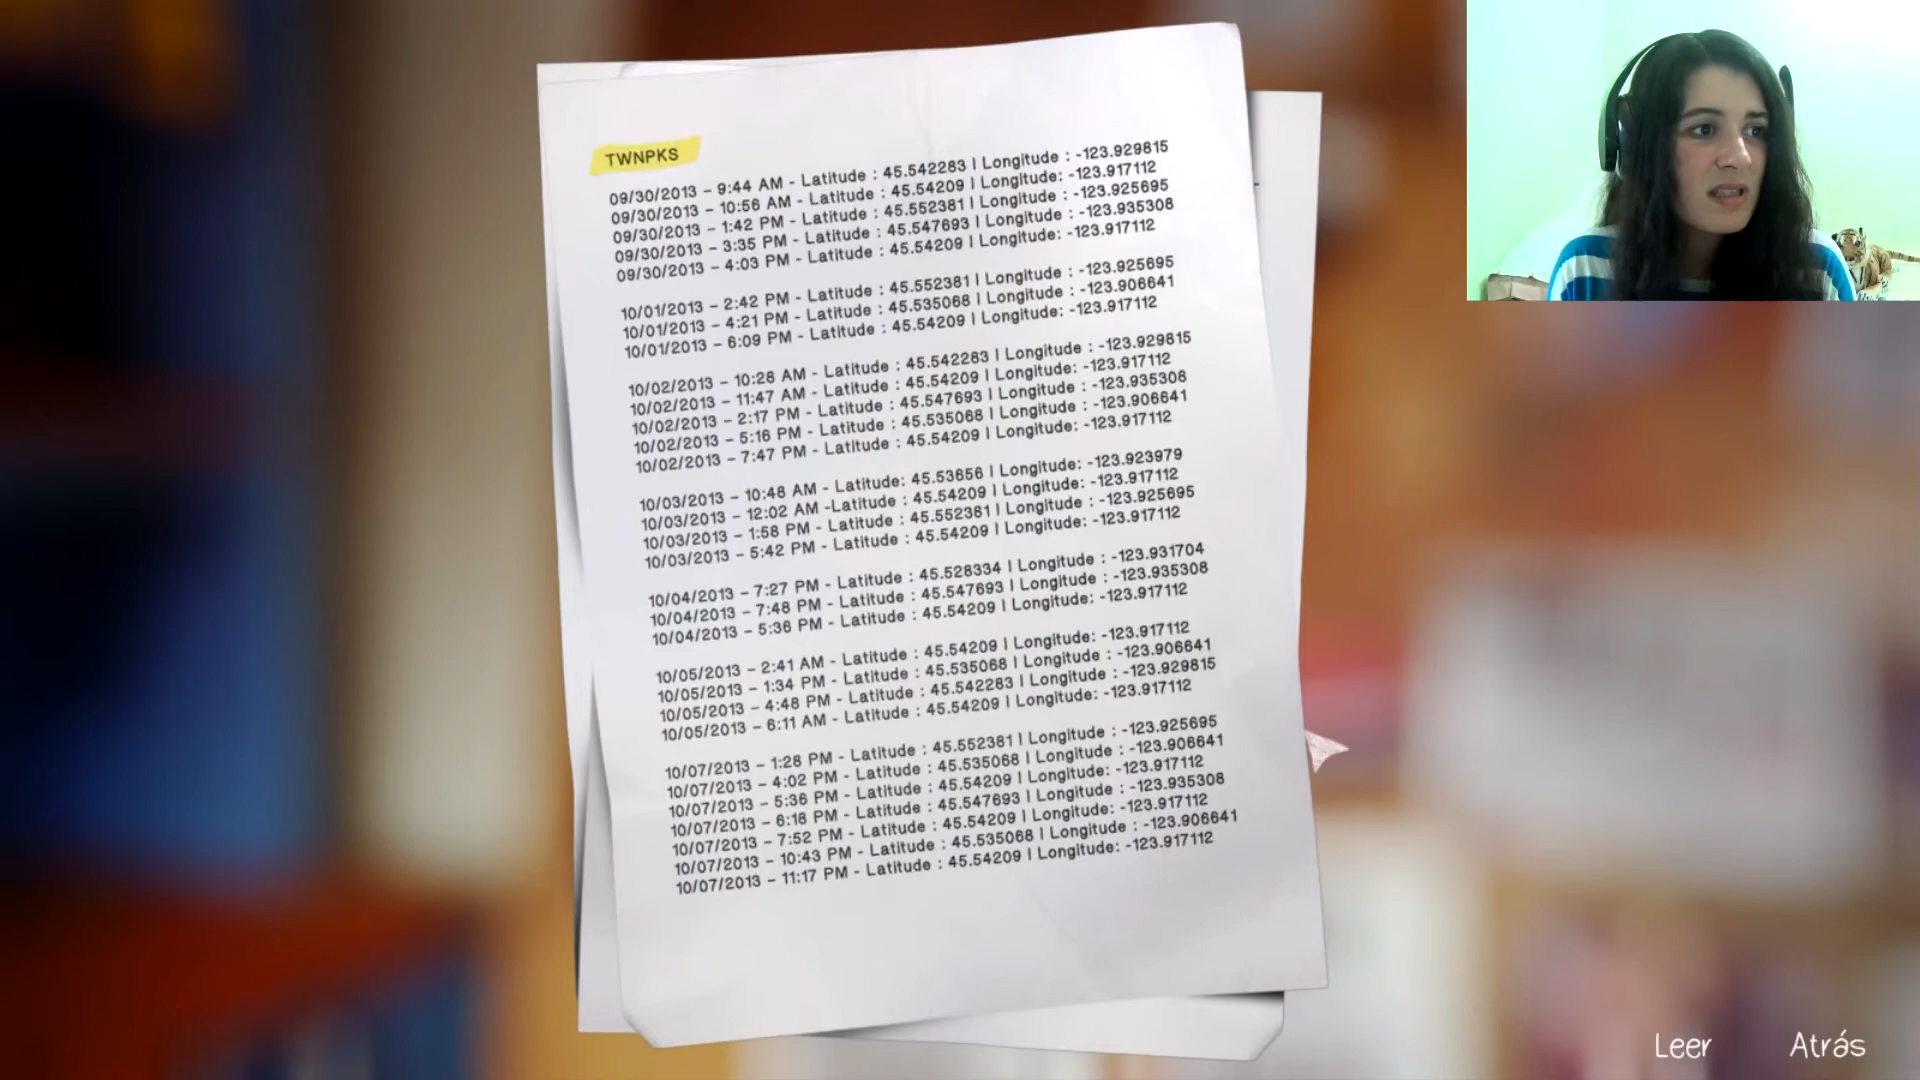 TWNPKS
09/30/2013 – 9:44 AM - Latitude : 45.542283 | Longitude : -123.929815
09/30/2013 – 10:56 AM - Latitude : 45.54209 | Longitude: -123.917112
09/30/2013 – 1:42 PM - Latitude : 45.552381 | Longitude : -123.925695
09/30/2013 – 3:35 PM - Latitude : 45.547693 | Longitude : -123.935308
09/30/2013 – 4:03 PM - Latitude : 45.54209 | Longitude: -123.917112
10/01/2013 – 2:42 PM - Latitude : 45.552381 | Longitude : -123.925695
10/01/2013 – 4:21 PM - Latitude : 45.535068 | Longitude : -123.906641
10/01/2013 – 6:09 PM - Latitude : 45.54209 | Longitude: -123.917112
10/02/2013 – 10:28 AM - Latitude : 45.542283 | Longitude : -123.929815
10/02/2013 – 11:47 AM - Latitude : 45.54209 | Longitude: -123.917112
10/02/2013 – 2:17 PM - Latitude : 45.547693 | Longitude : -123.935308
10/02/2013 – 5:16 PM - Latitude : 45.535068 | Longitude : -123.906641
10/02/2013 – 7:47 PM - Latitude : 45.54209 | Longitude: -123.917112
10/03/2013 – 10:48 AM - Latitude: 45.53656 | Longitude: -123.923979
10/03/2013 – 12:02 AM -Latitude : 45.54209 | Longitude: -123.917112
10/03/2013 – 1:58 PM - Latitude : 45.552381 | Longitude : -123.925695
10/03/2013 – 5:42 PM - Latitude : 45.54209 | Longitude: -123.917112
10/04/2013 – 7:27 PM - Latitude : 45.528334 | Longitude : -123.931704
10/04/2013 – 7:48 PM - Latitude : 45.547693 | Longitude : -123.935308
10/04/2013 – 5:36 PM - Latitude : 45.54209 | Longitude: -123.917112
10/05/2013 – 2:41 AM - Latitude : 45.54209 | Longitude: -123.917112
10/05/2013 – 1:34 PM - Latitude : 45.535068 | Longitude : -123.906641
10/05/2013 – 4:48 PM - Latitude : 45.542283 | Longitude : -123.929815
10/05/2013 – 6:11 AM - Latitude : 45.54209 | Longitude: -123.917112
10/07/2013 – 1:28 PM - Latitude : 45.552381 | Longitude : -123.925695
10/07/2013 – 4:02 PM - Latitude : 45.535068 | Longitude : -123.906641
10/07/2013 – 5:36 PM - Latitude : 45.54209 | Longitude: -123.917112
10/07/2013 – 6:18 PM - Latitude : 45.547693 | Longitude : -123.935308
10/07/2013 – 7:52 PM - Latitude : 45.54209 | Longitude: -123.917112
10/07/2013 – 10:43 PM - Latitude : 45.535068 | Longitude : -123.906641
10/07/2013 – 11:17 PM - Latitude : 45.54209 | Longitude: -123.917112
Leer
Atrás